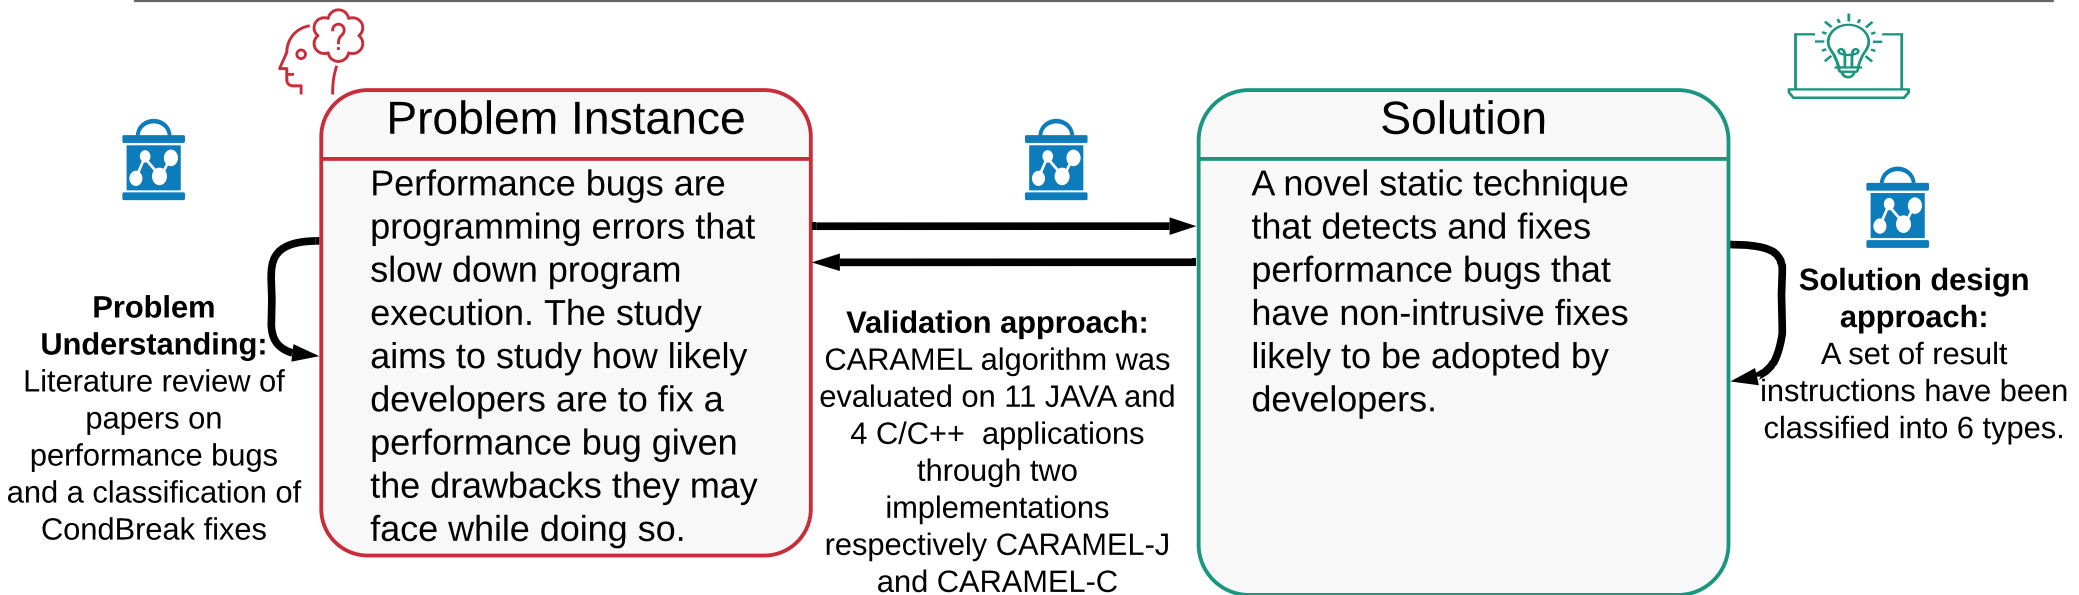 ?
Problem Instance
Performance bugs are
programming errors that
slow down program
execution. The study
aims to study how likely
developers are to fix a
performance bug given
the drawbacks they may
face while doing so.
Problem
Understanding:
Literature review of
papers on
performance bugs
and a classification of
CondBreak fixes
Validation approach:
CARAMEL algorithm was
evaluated on 11 JAVA and
4 C/C++  applications
through two
implementations
respectively CARAMEL-J
and CARAMEL-C
Solution
A novel static technique
that detects and fixes
performance bugs that
have non-intrusive fixes
likely to be adopted by
developers.
Solution design
approach:
A set of result
instructions have been
classified into 6 types.